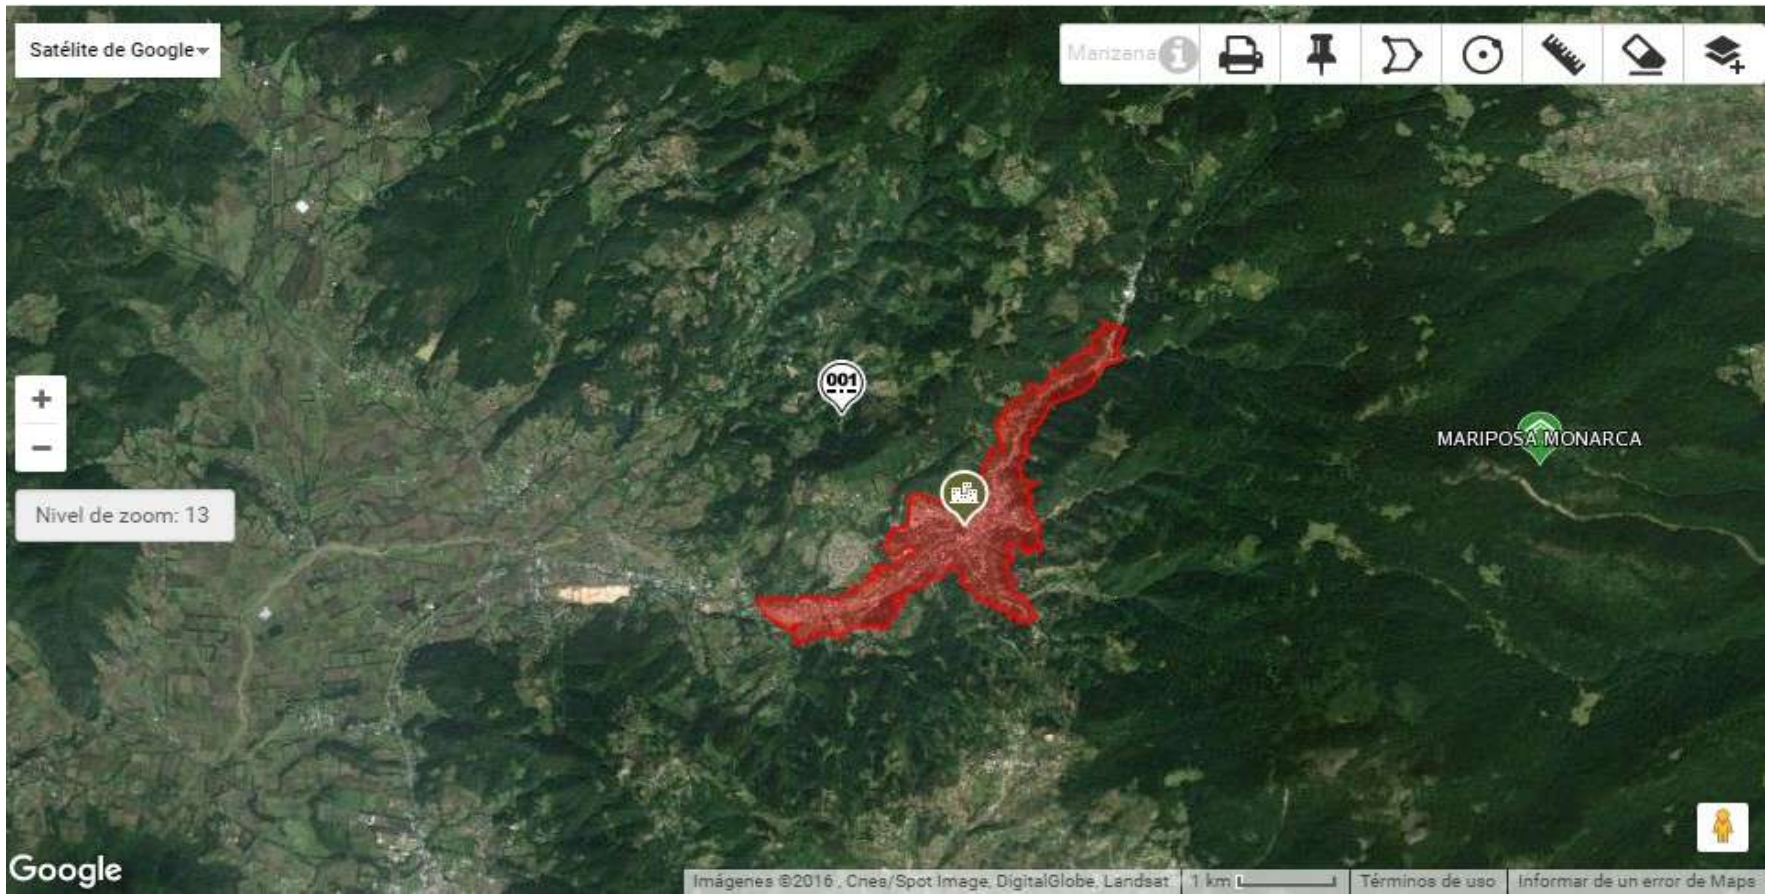 Satélite de Google
Manzana
001
MARIPOSA MONARCA
+
−
Nivel de zoom: 13
Google
Imágenes ©2016 , Cnes/Spot Image, DigitalGlobe, Landsat
1 km
Términos de uso
Informar de un error de Maps